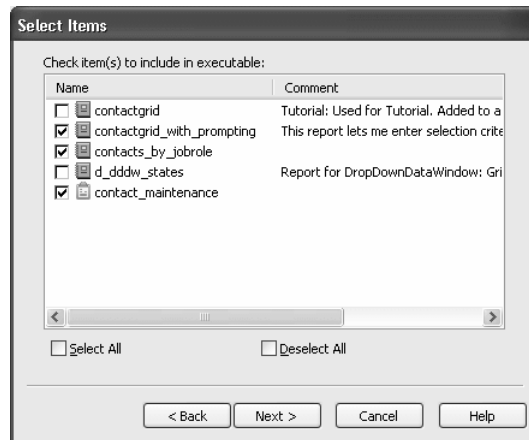 Select Items
Check item(s) to include in executable:
Name Comment
contactgrid Tutorial: Used for Tutorial. Added to a
contactgrid_with_prompting This report lets me enter selection crite
contacts_by_jobrole
d_dddw_states Report for DropDownDataWindow: Gri
contact_maintenance
Select All Deselect All
< Back Next > Cancel Help